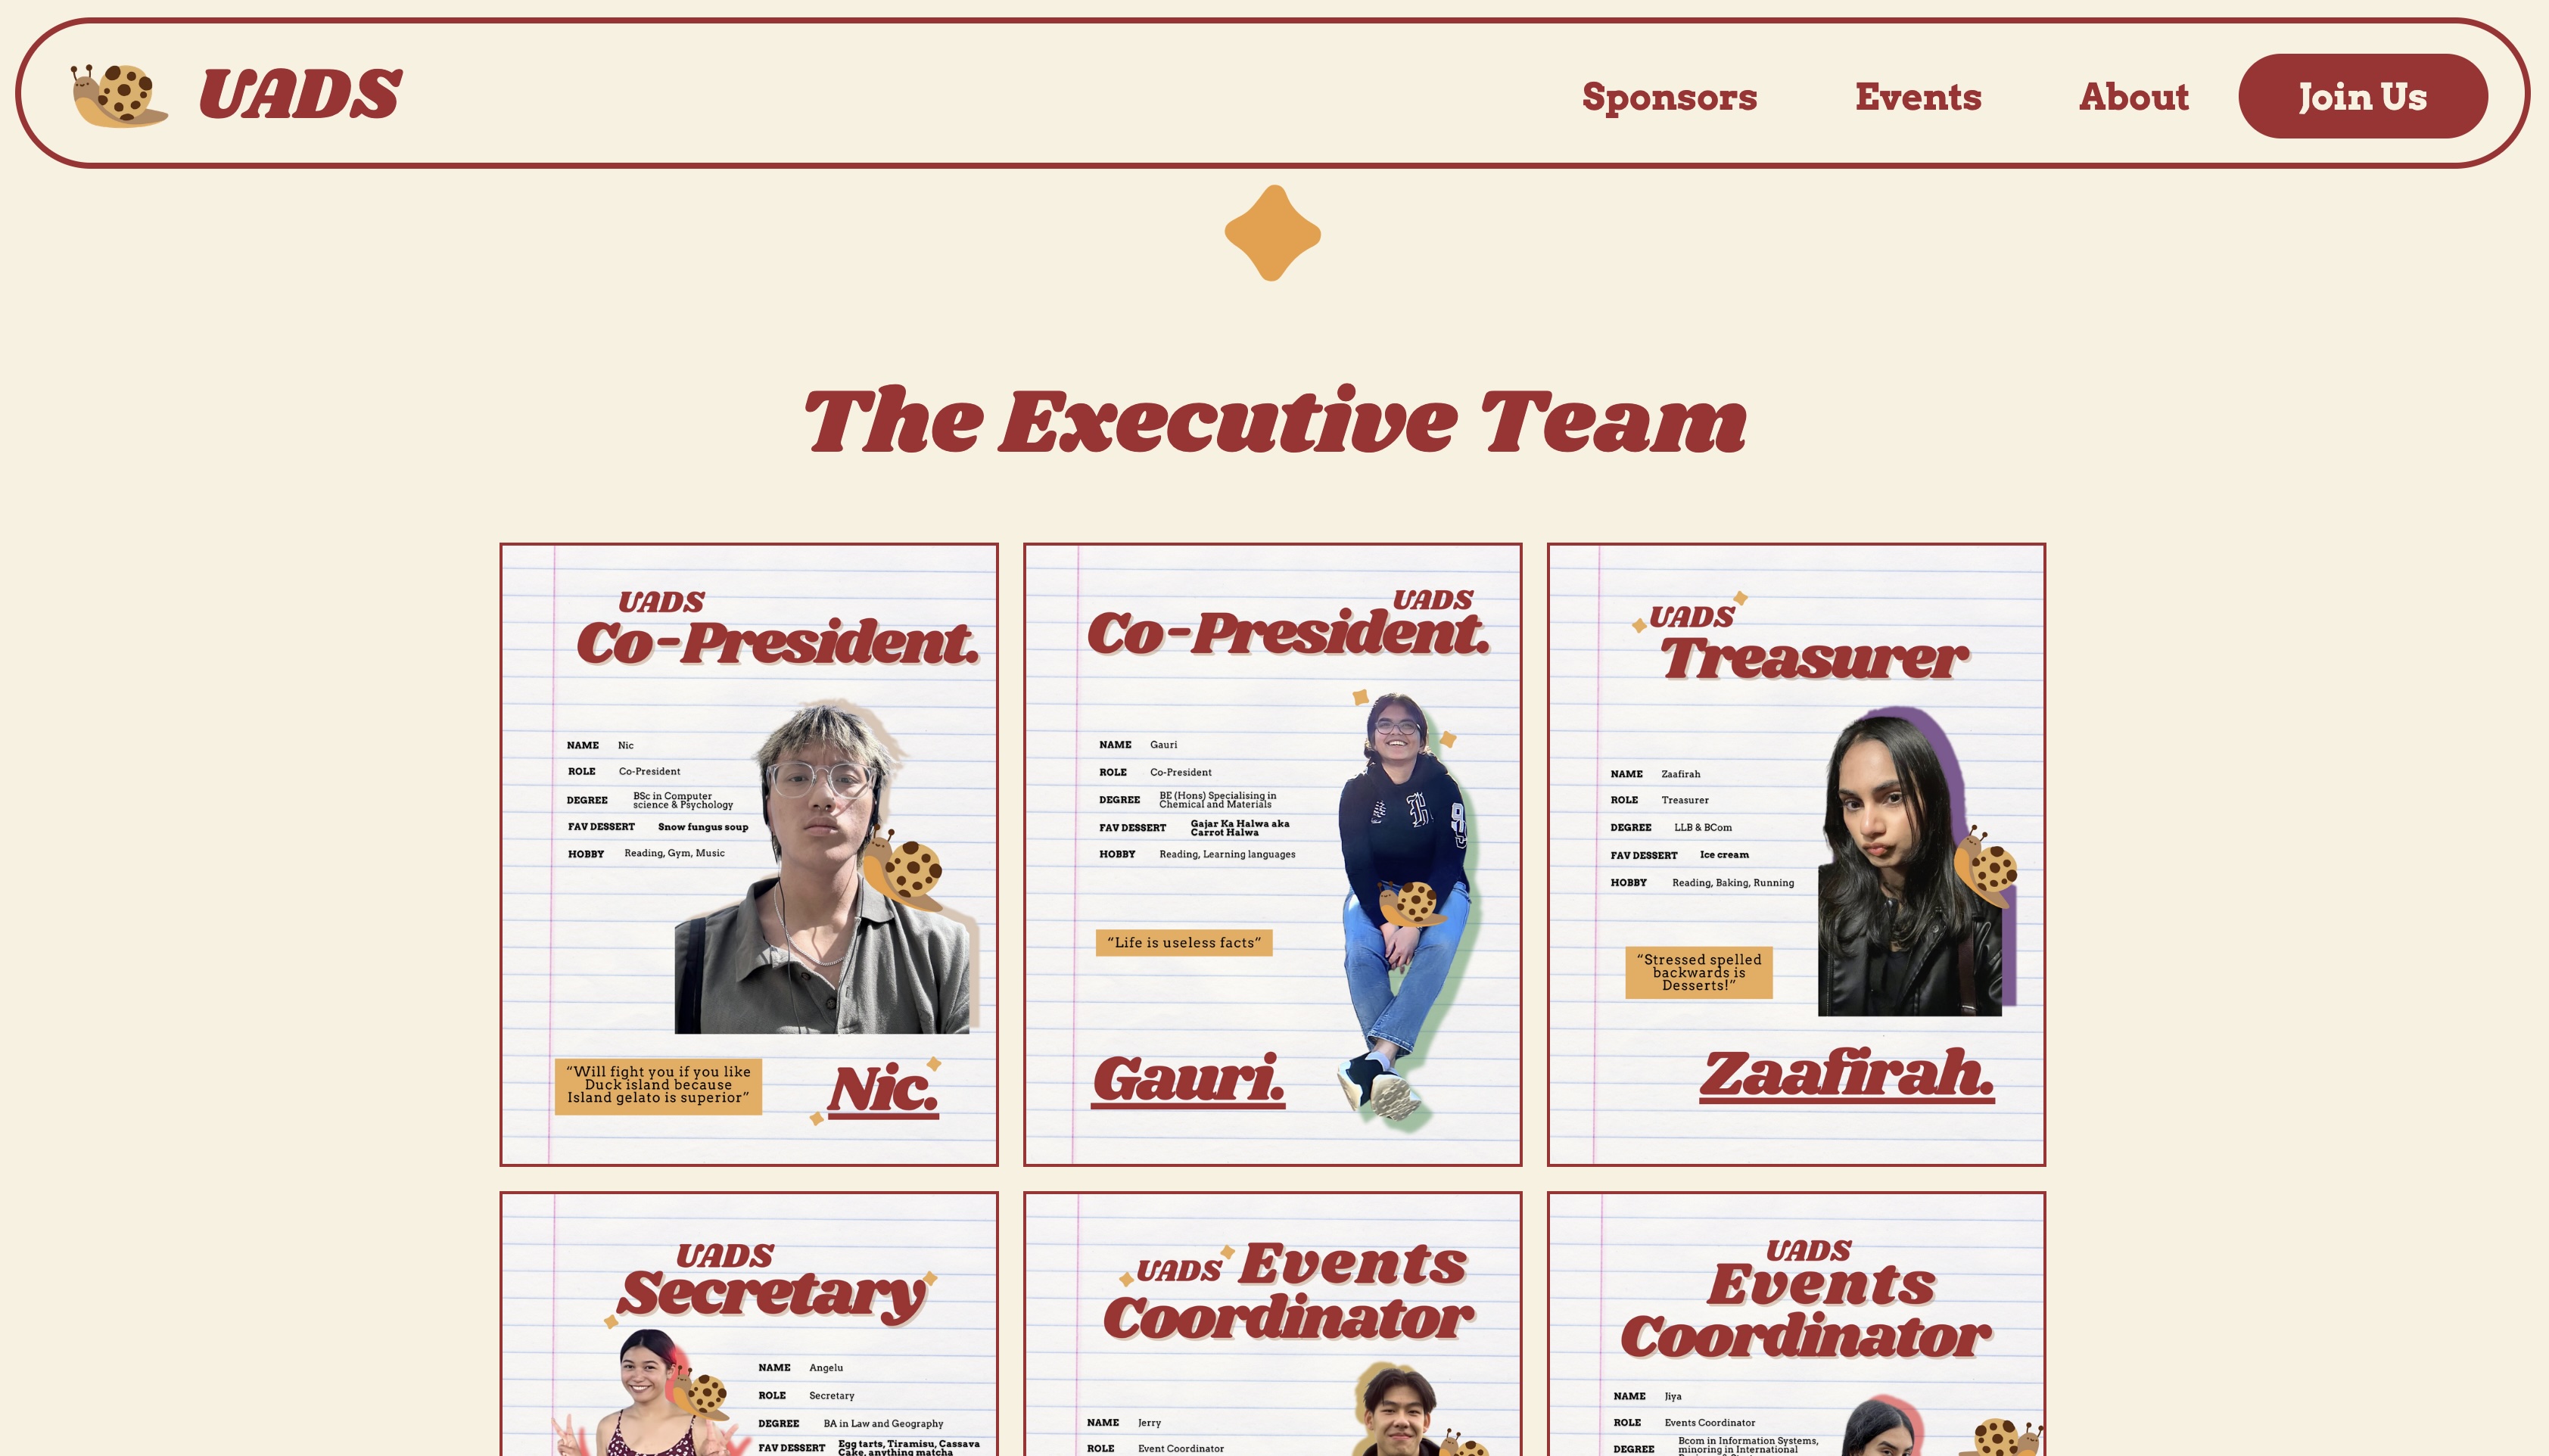 UADS
Sponsors
Events
About
Join Us
The Executive Team
UADS
Co-President.
NAME Nic
ROLE Co-President
DEGREE BSc in Computer
science & Psychology
FAV DESSERT Snow fungus soup
HOBBY Reading, Gym, Music
“Will fight you if you like
Duck island because
Island gelato is superior”
Nic.
UADS
Co-President.
NAME Gauri
ROLE Co-President
DEGREE BE (Hons) Specialising in
Chemical and Materials
FAV DESSERT Gajar Ka Halwa aka
Carrot Halwa
HOBBY Reading, Learning languages
“Life is useless facts”
Gauri.
UADS
Treasurer
NAME Zaafirah
ROLE Treasurer
DEGREE LLB & BCom
FAV DESSERT Ice cream
HOBBY Reading, Baking, Running
“Stressed spelled
backwards is
Desserts!”
Zaafirah.
UADS
Secretary
NAME Angelu
ROLE Secretary
DEGREE BA in Law and Geography
FAV DESSERT Egg tarts, Tiramisu, Cassava
Cake, anything matcha
UADS Events
Coordinator
NAME Jerry
ROLE Event Coordinator
UADS
Events
Coordinator
NAME Jiya
ROLE Events Coordinator
DEGREE Bcom in Information Systems,
minoring in International